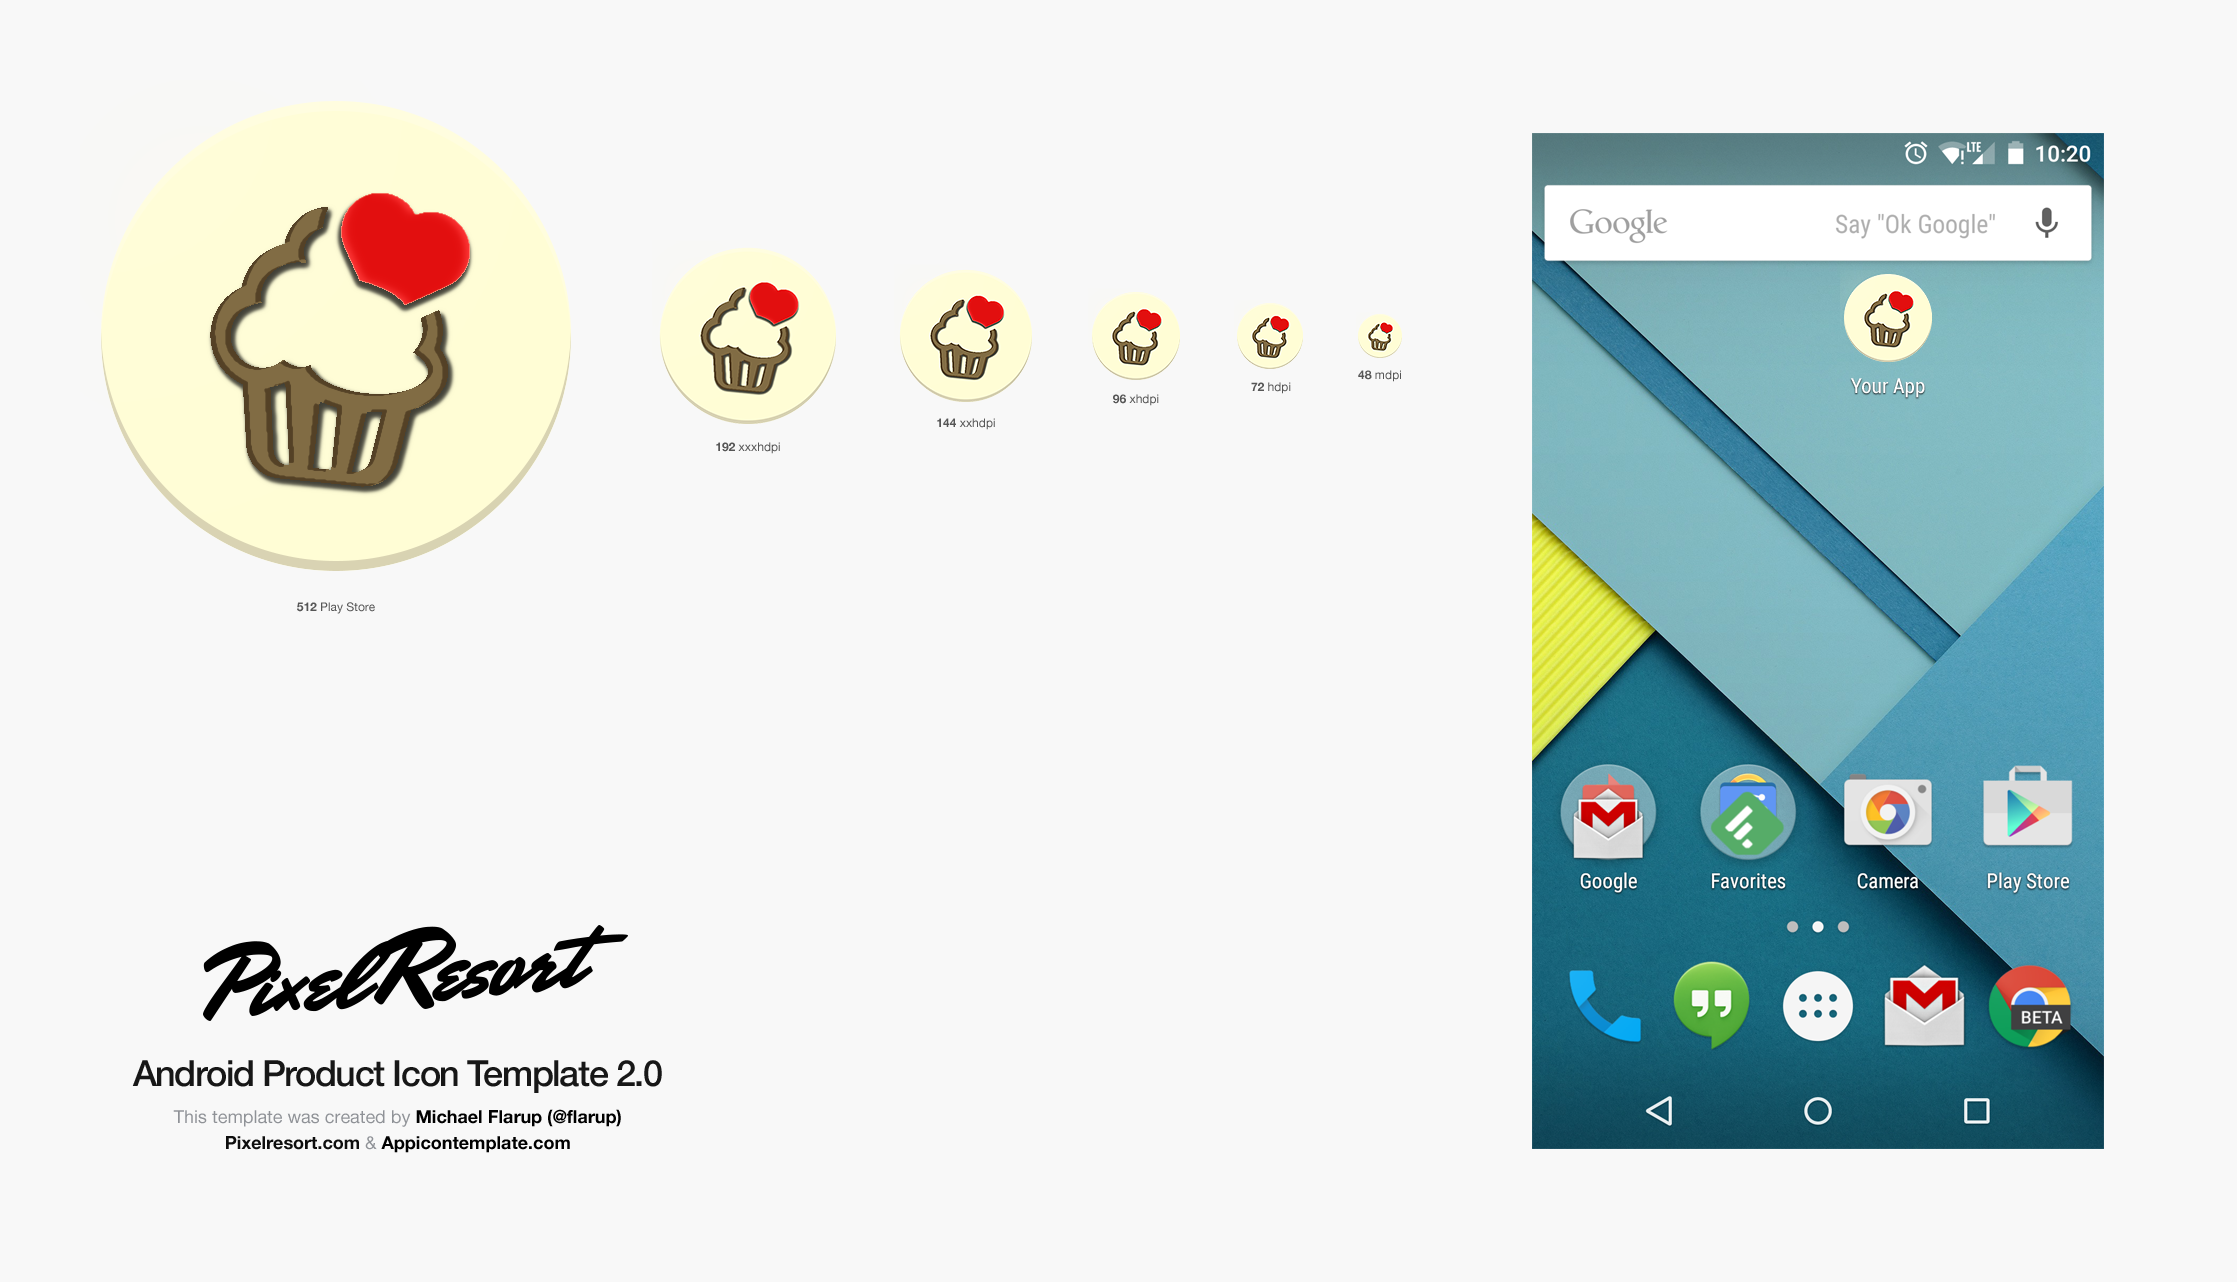 512 Play Store
192 xxxhdpi
144 xxhdpi
96 xhdpi
72 hdpi
48 mdpi
PixelResort
Android Product Icon Template 2.0
This template was created by Michael Flarup (@flarup)
Pixelresort.com & Appicontemplate.com
LTE 10:20
Google Say "Ok Google"
Your App
Google Favorites Camera Play Store
BETA